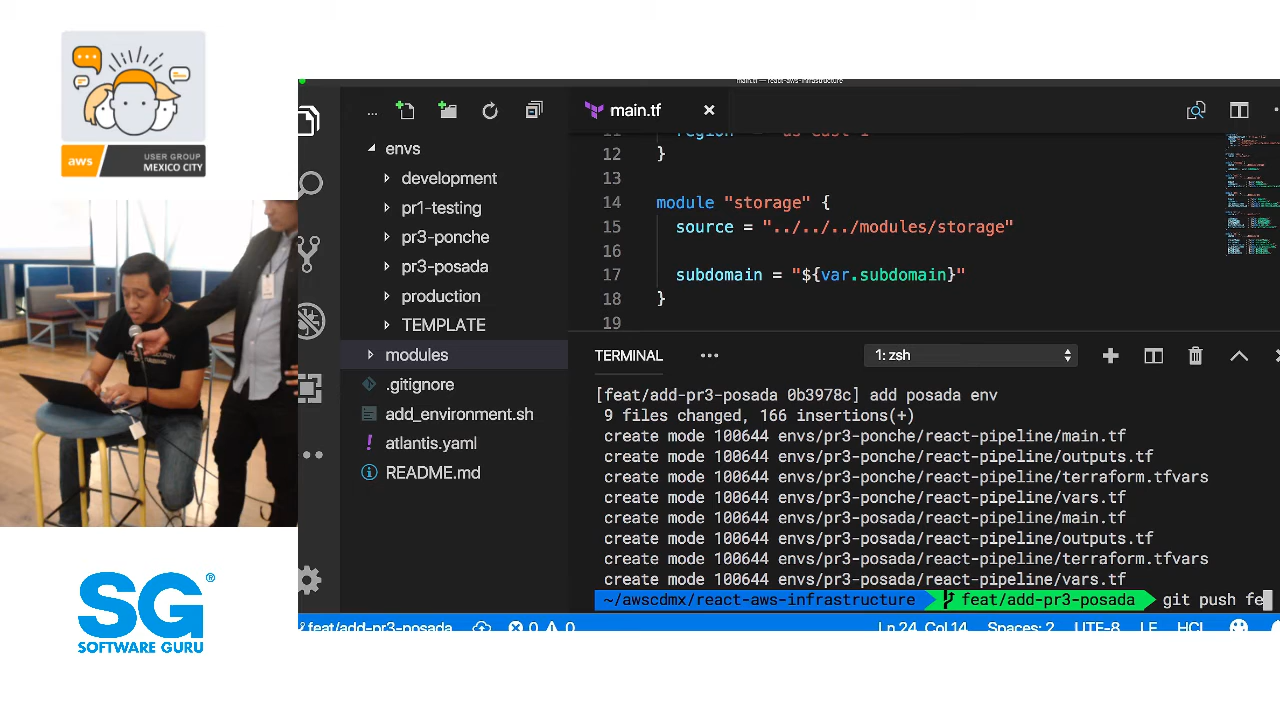 aws USER GROUP
MEXICO CITY
SG®
SOFTWARE GURU
main.tf — react-aws-infrastructure
envs
development
pr1-testing
pr3-ponche
pr3-posada
production
TEMPLATE
modules
.gitignore
add_environment.sh
atlantis.yaml
README.md
main.tf
12 }
13
14 module "storage" {
15 source = "../../../modules/storage"
16
17 subdomain = "${var.subdomain}"
18 }
19
TERMINAL ••• 1: zsh
[feat/add-pr3-posada 0b3978c] add posada env
9 files changed, 166 insertions(+)
create mode 100644 envs/pr3-ponche/react-pipeline/main.tf
create mode 100644 envs/pr3-ponche/react-pipeline/outputs.tf
create mode 100644 envs/pr3-ponche/react-pipeline/terraform.tfvars
create mode 100644 envs/pr3-ponche/react-pipeline/vars.tf
create mode 100644 envs/pr3-posada/react-pipeline/main.tf
create mode 100644 envs/pr3-posada/react-pipeline/outputs.tf
create mode 100644 envs/pr3-posada/react-pipeline/terraform.tfvars
create mode 100644 envs/pr3-posada/react-pipeline/vars.tf
~/awscdmx/react-aws-infrastructure feat/add-pr3-posada git push fe
feat/add-pr3-posada 0 0 Ln 24, Col 14 Spaces: 2 UTF-8 LF HCL